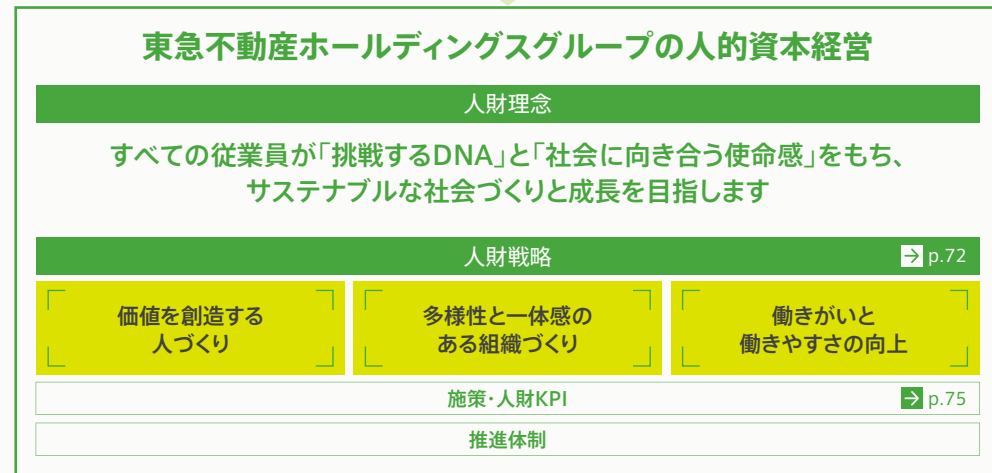 東急不動産ホールディングスグループの人的資本経営
人財理念
すべての従業員が「挑戦するDNA」と「社会に向き合う使命感」をもち、
サステナブルな社会づくりと成長を目指します
人財戦略 → p.72
価値を創造する
人づくり
多様性と一体感の
ある組織づくり
働きがいと
働きやすさの向上
施策・人財KPI → p.75
推進体制